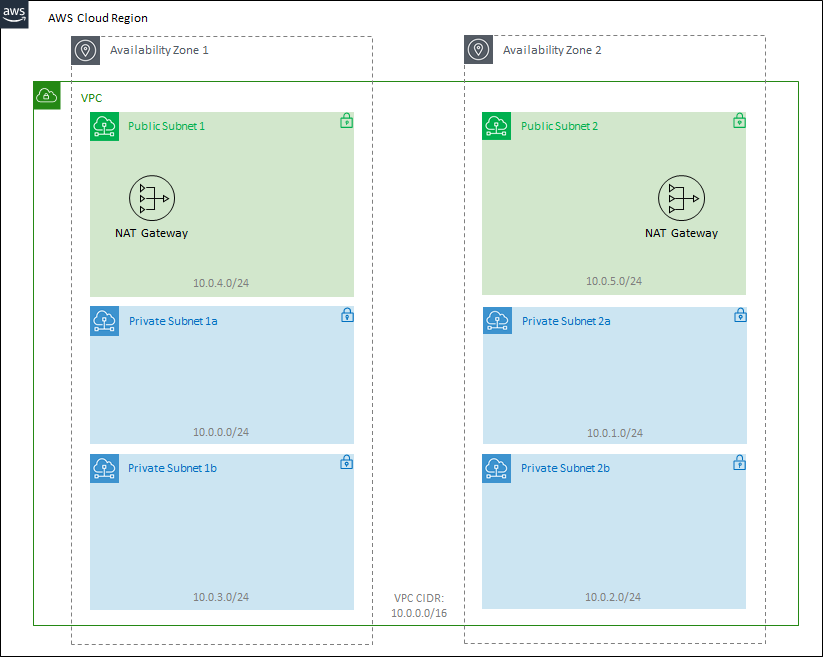 aws
AWS Cloud Region
Availability Zone 1
Availability Zone 2
VPC
Public Subnet 1
Public Subnet 2
NAT Gateway
NAT Gateway
10.0.4.0/24
10.0.5.0/24
Private Subnet 1a
Private Subnet 2a
10.0.0.0/24
10.0.1.0/24
Private Subnet 1b
Private Subnet 2b
10.0.3.0/24
10.0.2.0/24
VPC CIDR:
10.0.0.0/16